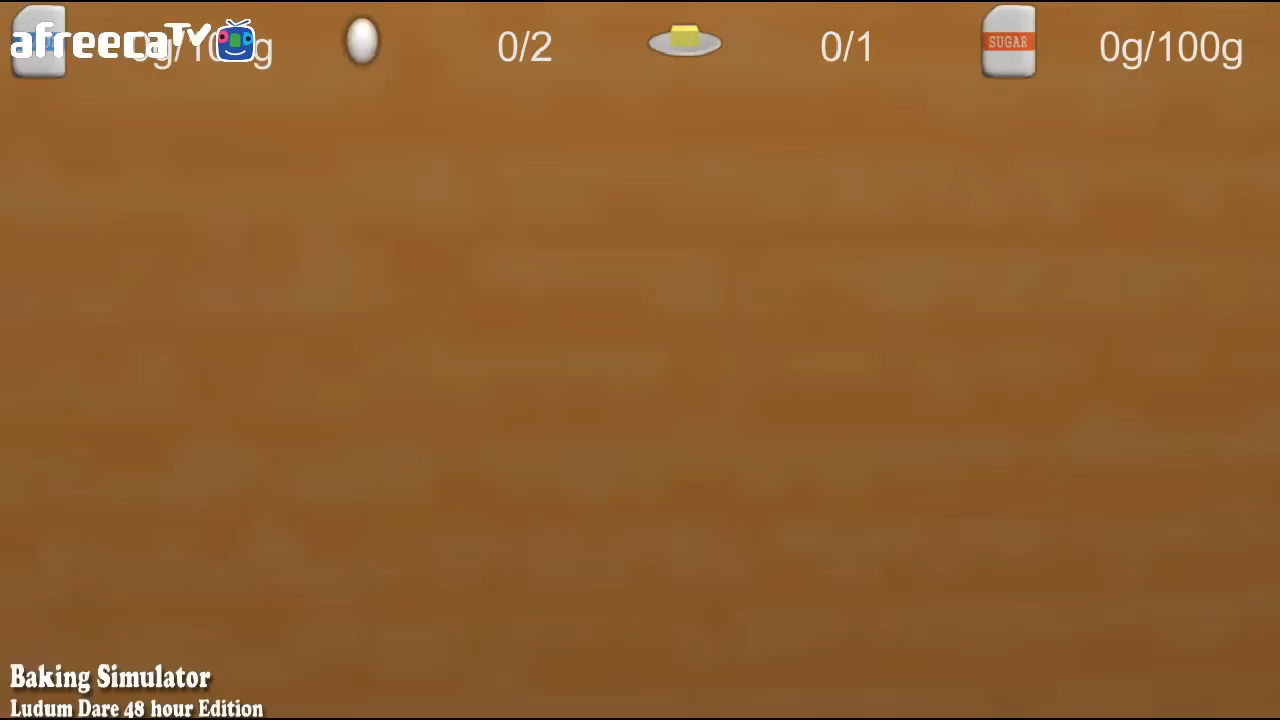 afreecaTV
0/2
0/1
SUGAR
0g/100g
Baking Simulator
Ludum Dare 48 hour Edition